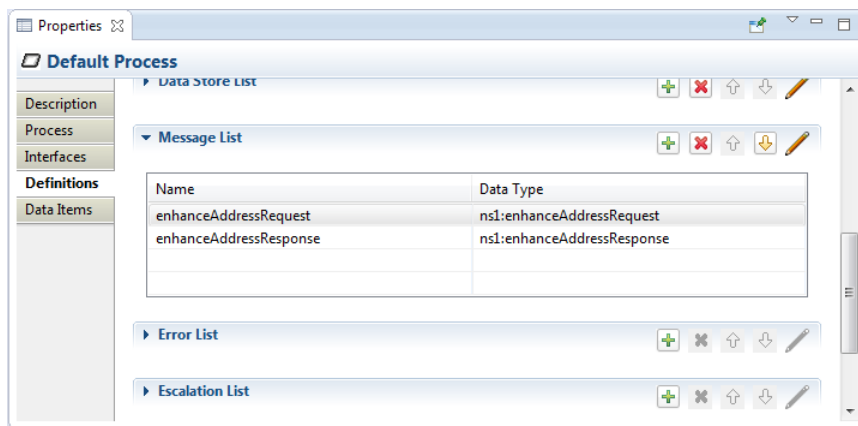 Properties
Default Process
Data Store List
Description
Process
Message List
Interfaces
Definitions
Name Data Type
Data Items
enhanceAddressRequest ns1:enhanceAddressRequest
enhanceAddressResponse ns1:enhanceAddressResponse
Error List
Escalation List